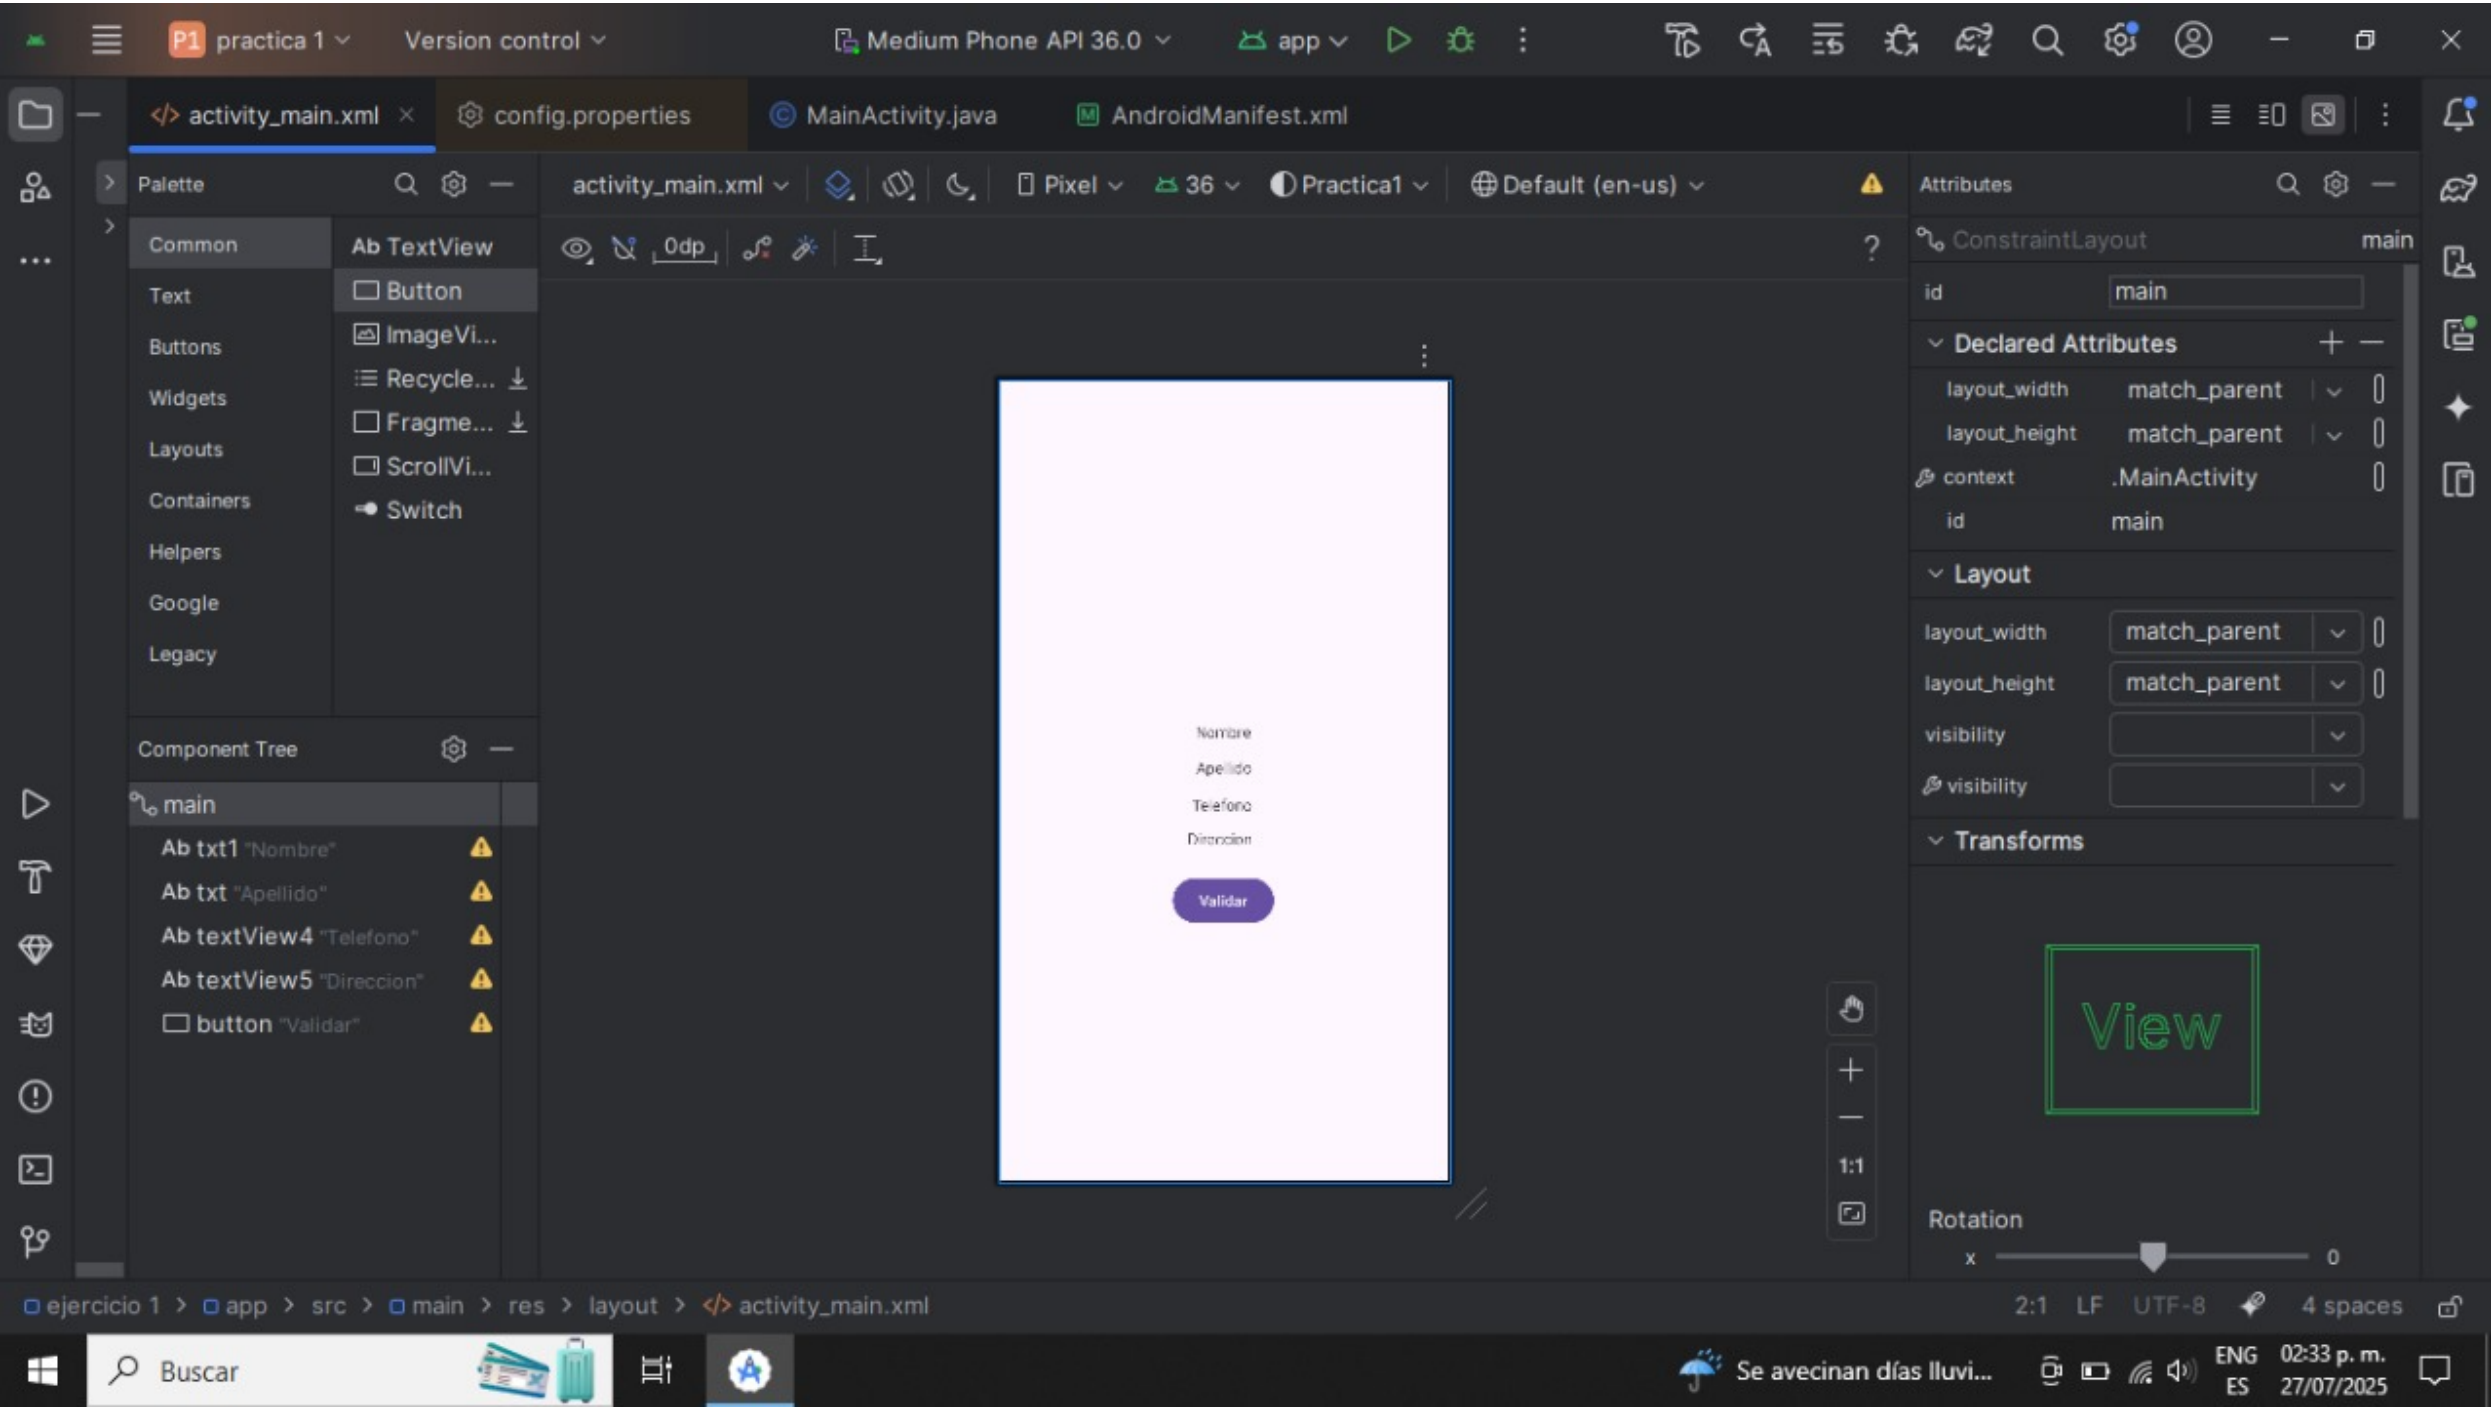 P1 practica 1 Version control Medium Phone API 36.0 app
activity_main.xml config.properties MainActivity.java AndroidManifest.xml
Palette activity_main.xml Pixel 36 Practica1 Default (en-us) Attributes
Common
Text
Buttons
Widgets
Layouts
Containers
Helpers
Google
Legacy
Ab TextView
Button
ImageVi...
Recycle...
Fragme...
ScrollVi...
Switch
0dp
?
Component Tree
main
Ab txt1 "Nombre"
Ab txt "Apellido"
Ab textView4 "Telefono"
Ab textView5 "Direccion"
button "Validar"
Nombre
Apellido
Telefono
Direccion
Validar
1:1
ConstraintLayout main
id main
Declared Attributes
layout_width match_parent
layout_height match_parent
context .MainActivity
id main
Layout
layout_width match_parent
layout_height match_parent
visibility
visibility
Transforms
View
Rotation
x 0
ejercicio 1 > app > src > main > res > layout > activity_main.xml 2:1 LF UTF-8 4 spaces
Buscar Se avecinan días lluvi... ENG 02:33 p. m.
ES 27/07/2025